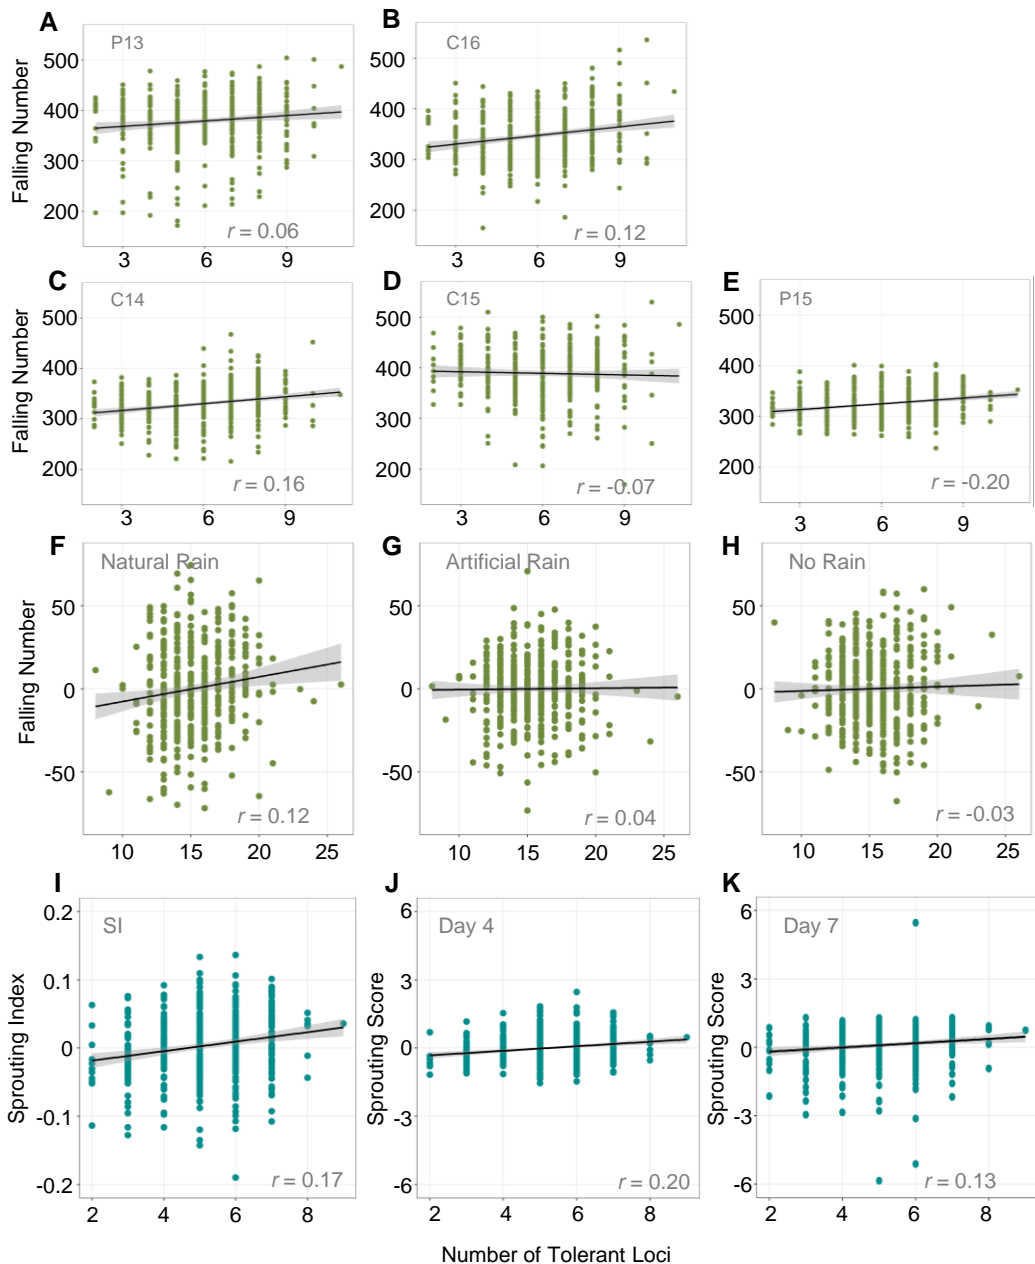 A
B
P13
C16
Falling Number
500
400
300
200
500
400
300
200
r = 0.06
r = 0.12
3
6
9
3
6
9
C
D
E
C14
C15
P15
Falling Number
500
400
300
200
500
400
300
200
500
400
300
200
r = 0.16
r = -0.07
r = -0.20
3
6
9
3
6
9
3
6
9
F
G
H
Natural Rain
Artificial Rain
No Rain
Falling Number
50
0
-50
50
0
-50
50
0
-50
r = 0.12
r = 0.04
r = -0.03
10
15
20
25
10
15
20
25
10
15
20
25
I
J
K
SI
Day 4
Day 7
Sprouting Index
0.2
0.1
0
-0.1
-0.2
Sprouting Score
6
3
0
-3
-6
Sprouting Score
6
3
0
-3
-6
r = 0.17
r = 0.20
r = 0.13
2
4
6
8
2
4
6
8
2
4
6
8
Number of Tolerant Loci